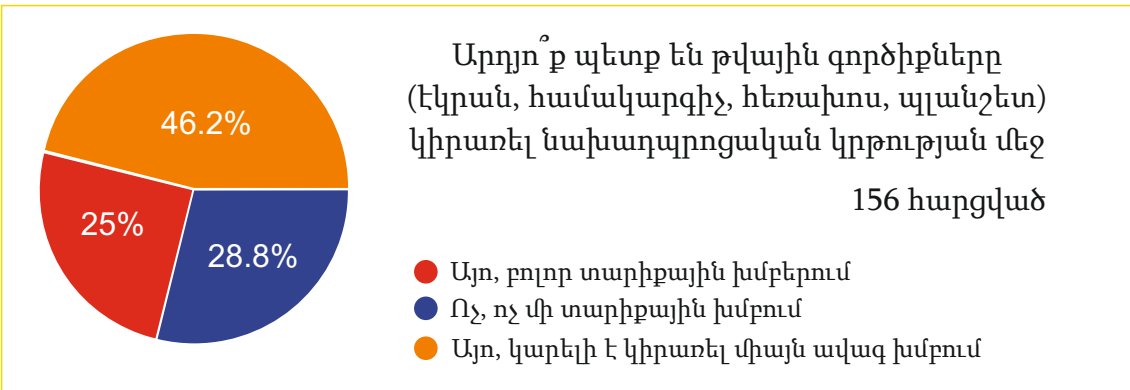 46.2%
25%
28.8%
Արդյո՞ք պետք են թվային գործիքները
(էկրան, համակարգիչ, հեռախոս, պլանշետ)
կիրառել նախադպրոցական կրթության մեջ
156 հարցված
Այո, բոլոր տարիքային խմբերում
Ոչ, ոչ մի տարիքային խմբում
Այո, կարելի է կիրառել միայն ավագ խմբում